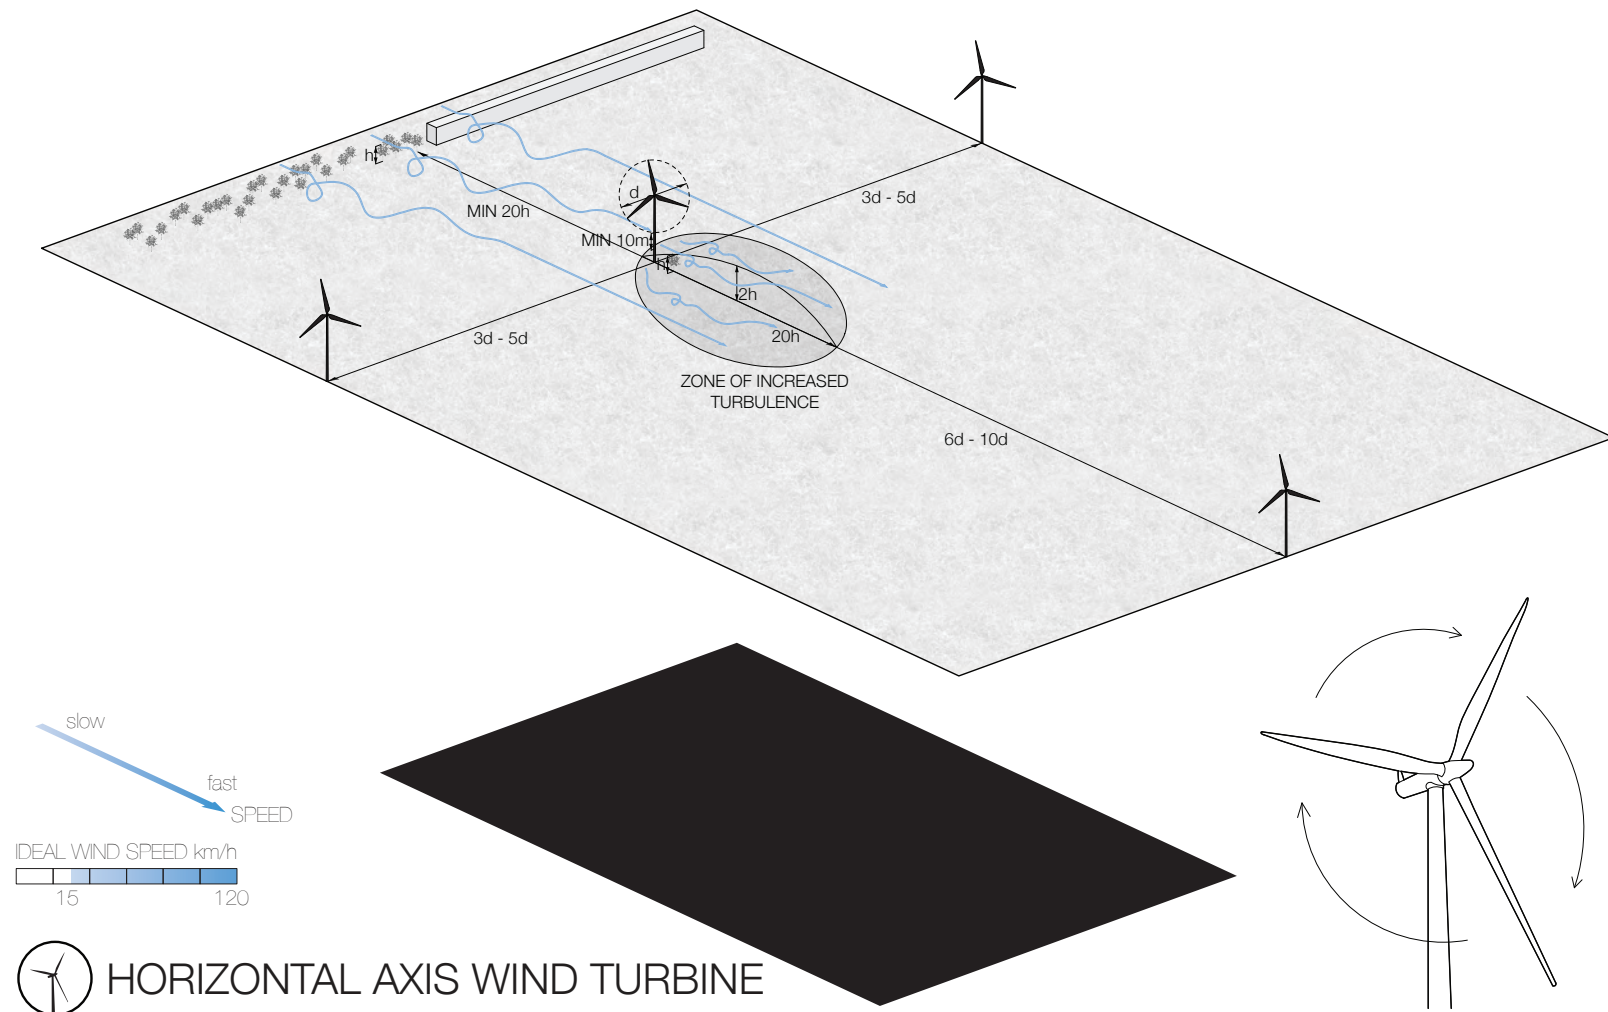 h
MIN 20h
d
3d - 5d
MIN 10m
h
2h
20h
3d - 5d
ZONE OF INCREASED
TURBULENCE
6d - 10d
slow
fast
SPEED
IDEAL WIND SPEED km/h
15 120
HORIZONTAL AXIS WIND TURBINE